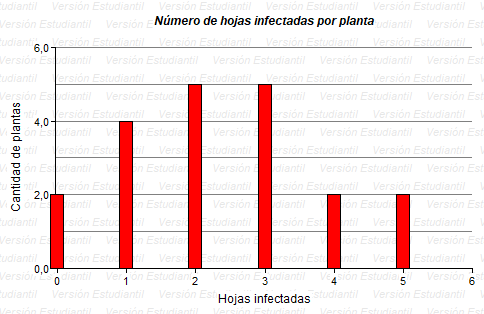 Número de hojas infectadas por planta
6,0
4,0
2,0
0,0
Cantidad de plantas
0 1 2 3 4 5 6
Hojas infectadas
Versión Estudiantil